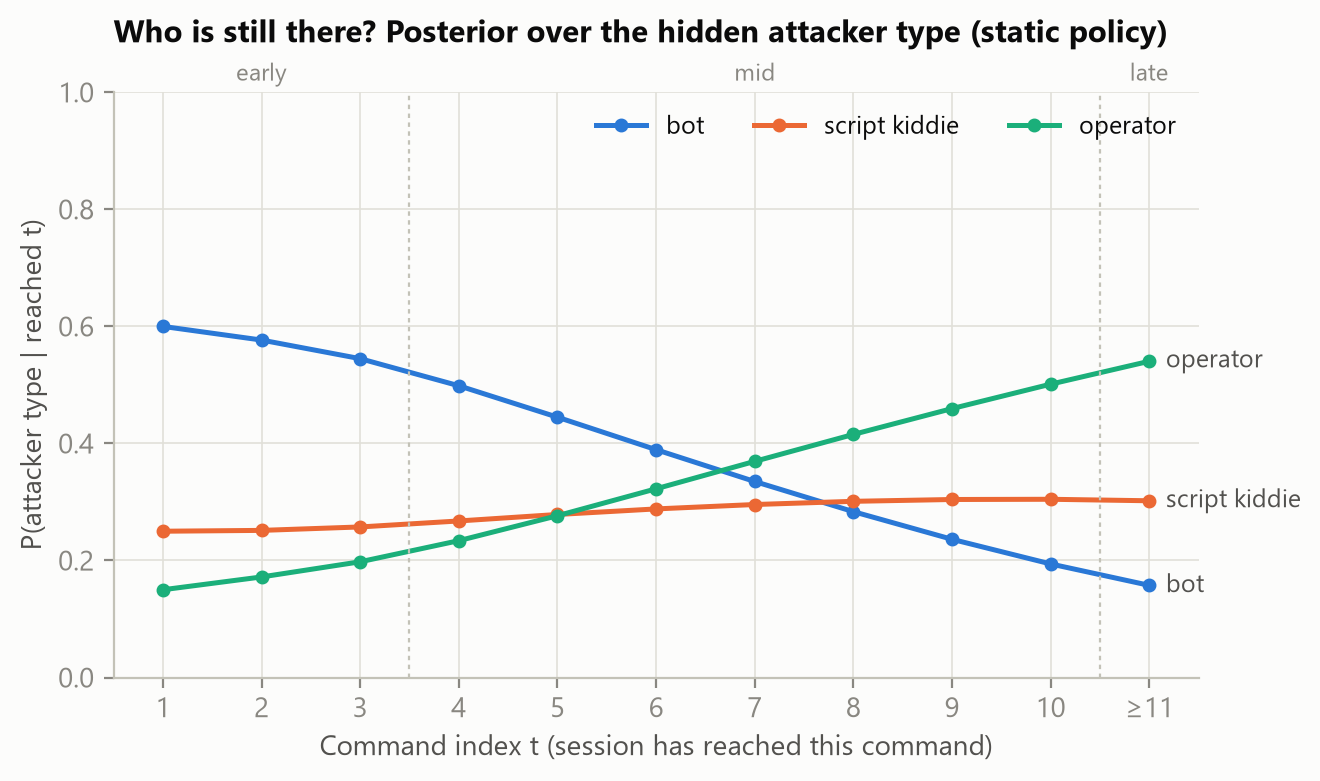 Who is still there? Posterior over the hidden attacker type (static policy)
early mid late
bot script kiddie operator
P(attacker type | reached t)
1.0
0.8
0.6
0.4
0.2
0.0
operator
script kiddie
bot
1 2 3 4 5 6 7 8 9 10 ≥11
Command index t (session has reached this command)